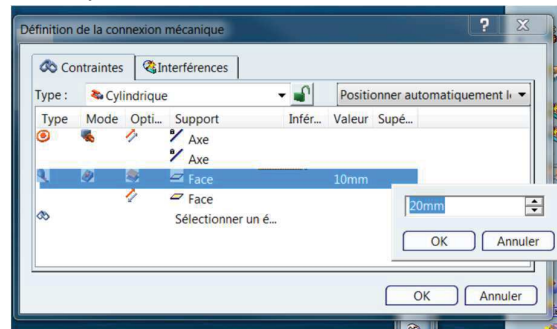 Définition de la connexion mécanique
Contraintes Interférences
Type : Cylindrique Positionner automatiquement l
Type Mode Opti... Support Infér... Valeur Supé...
Axe
Axe
Face 10mm
Face
Sélectionner un é...
20mm
OK Annuler
OK Annuler